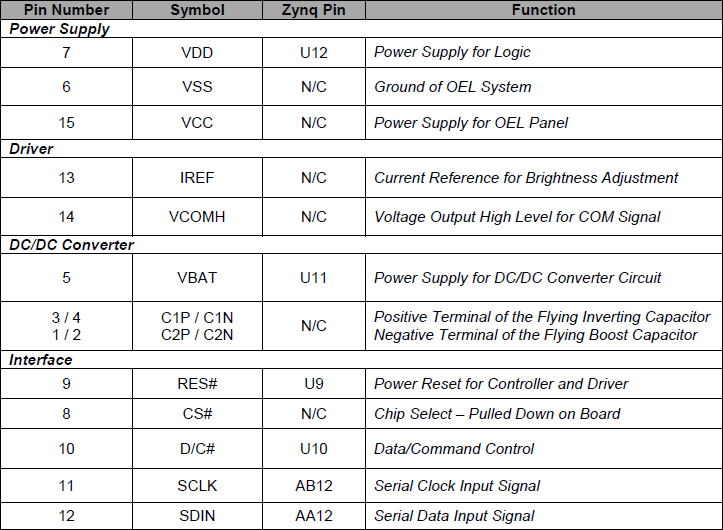 Pin Number Symbol Zynq Pin Function
Power Supply
7 VDD U12 Power Supply for Logic
6 VSS N/C Ground of OEL System
15 VCC N/C Power Supply for OEL Panel
Driver
13 IREF N/C Current Reference for Brightness Adjustment
14 VCOMH N/C Voltage Output High Level for COM Signal
DC/DC Converter
5 VBAT U11 Power Supply for DC/DC Converter Circuit
3 / 4 C1P / C1N N/C Positive Terminal of the Flying Inverting Capacitor
1 / 2 C2P / C2N Negative Terminal of the Flying Boost Capacitor
Interface
9 RES# U9 Power Reset for Controller and Driver
8 CS# N/C Chip Select – Pulled Down on Board
10 D/C# U10 Data/Command Control
11 SCLK AB12 Serial Clock Input Signal
12 SDIN AA12 Serial Data Input Signal